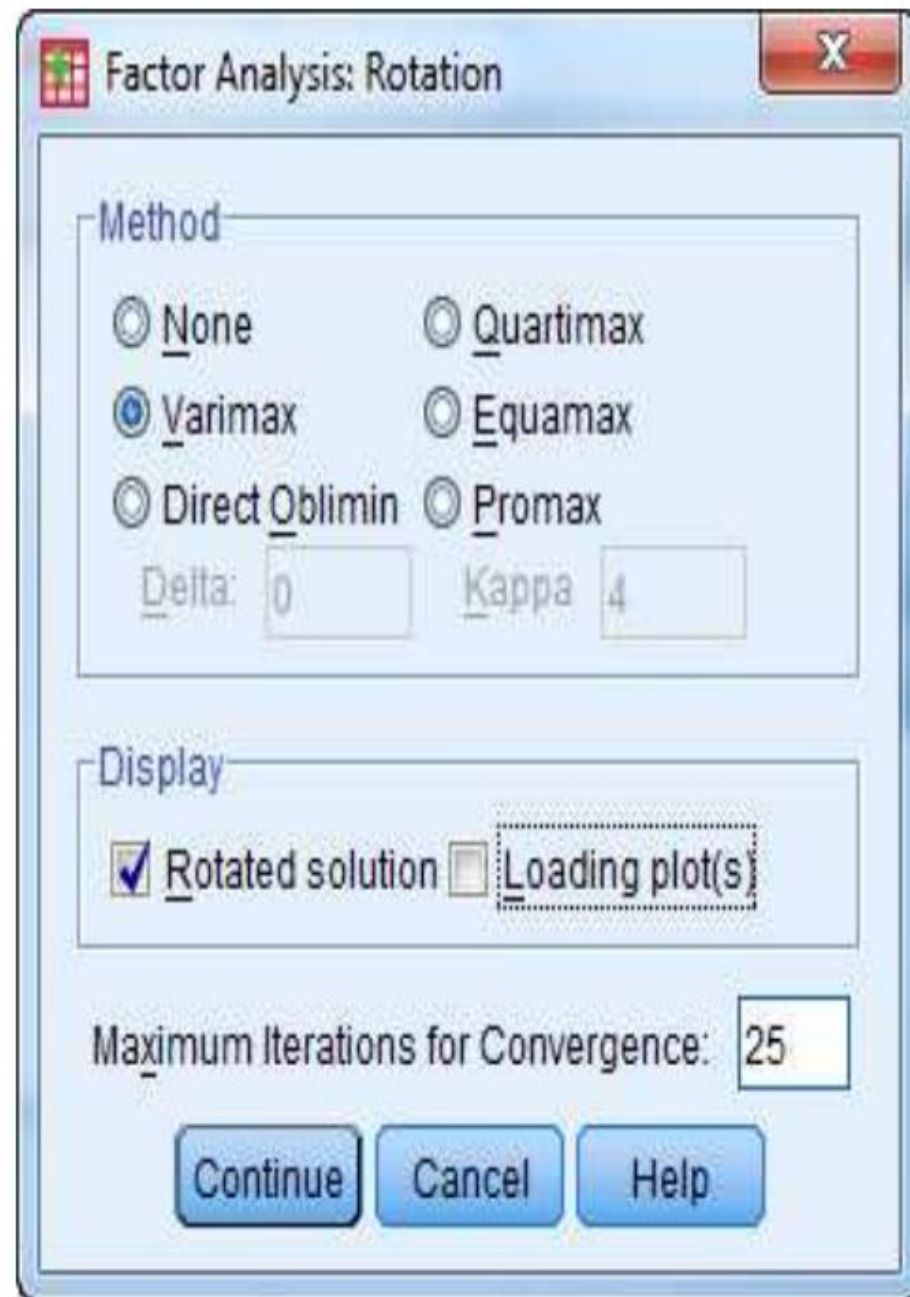 Factor Analysis: Rotation
X
Method
None Quartimax
Varimax Equamax
Direct Oblimin Promax
Delta: 0 Kappa 4
Display
Rotated solution Loading plot(s)
Maximum Iterations for Convergence: 25
Continue Cancel Help